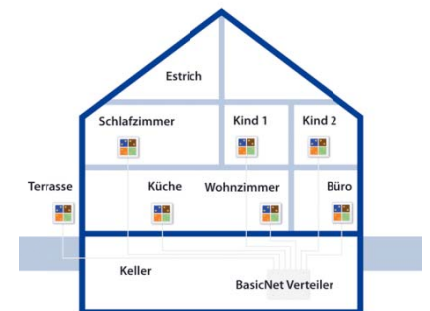 Estrich
Schlafzimmer
Kind 1
Kind 2
Terrasse
Küche
Wohnzimmer
Büro
Keller
BasicNet Verteiler